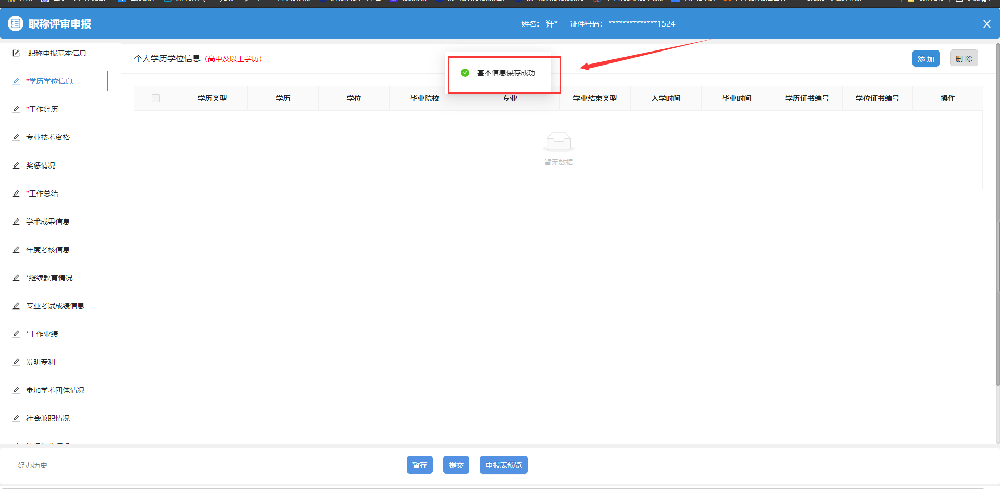 职称评审申报
姓名： 许* 证件号码： **************1524
X
职称申报基本信息
*学历学位信息
*工作经历
专业技术资格
奖惩情况
*工作总结
学术成果信息
年度考核信息
*继续教育情况
专业考试成绩信息
*工作业绩
发明专利
参加学术团体情况
社会兼职情况
个人学历学位信息（高中及以上学历）
基本信息保存成功
添 加
删 除
学历类型 学历 学位 毕业院校 专业 学业结束类型 入学时间 毕业时间 学历证书编号 学位证书编号 操作
暂无数据
经办历史
暂存 提交 申报表预览